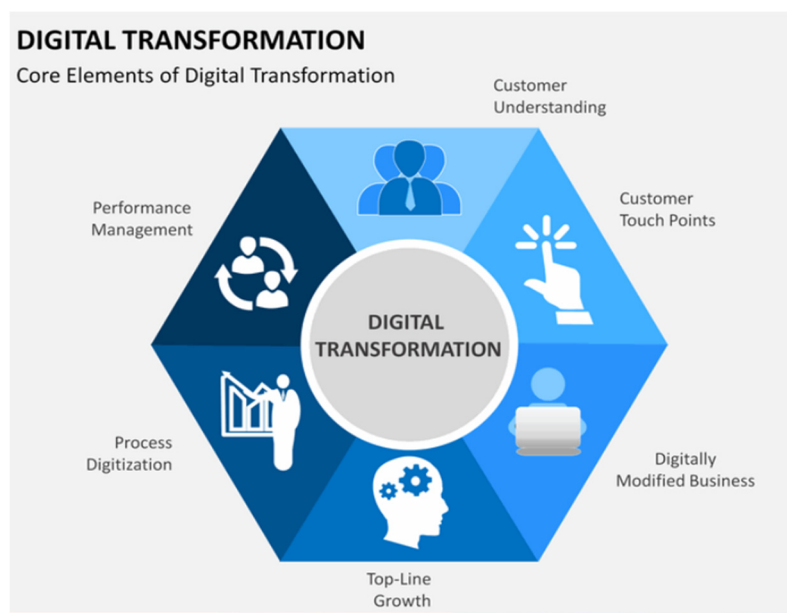 DIGITAL TRANSFORMATION
Core Elements of Digital Transformation
Customer
Understanding
Customer
Touch Points
Performance
Management
DIGITAL
TRANSFORMATION
Process
Digitization
Digitally
Modified Business
Top-Line
Growth